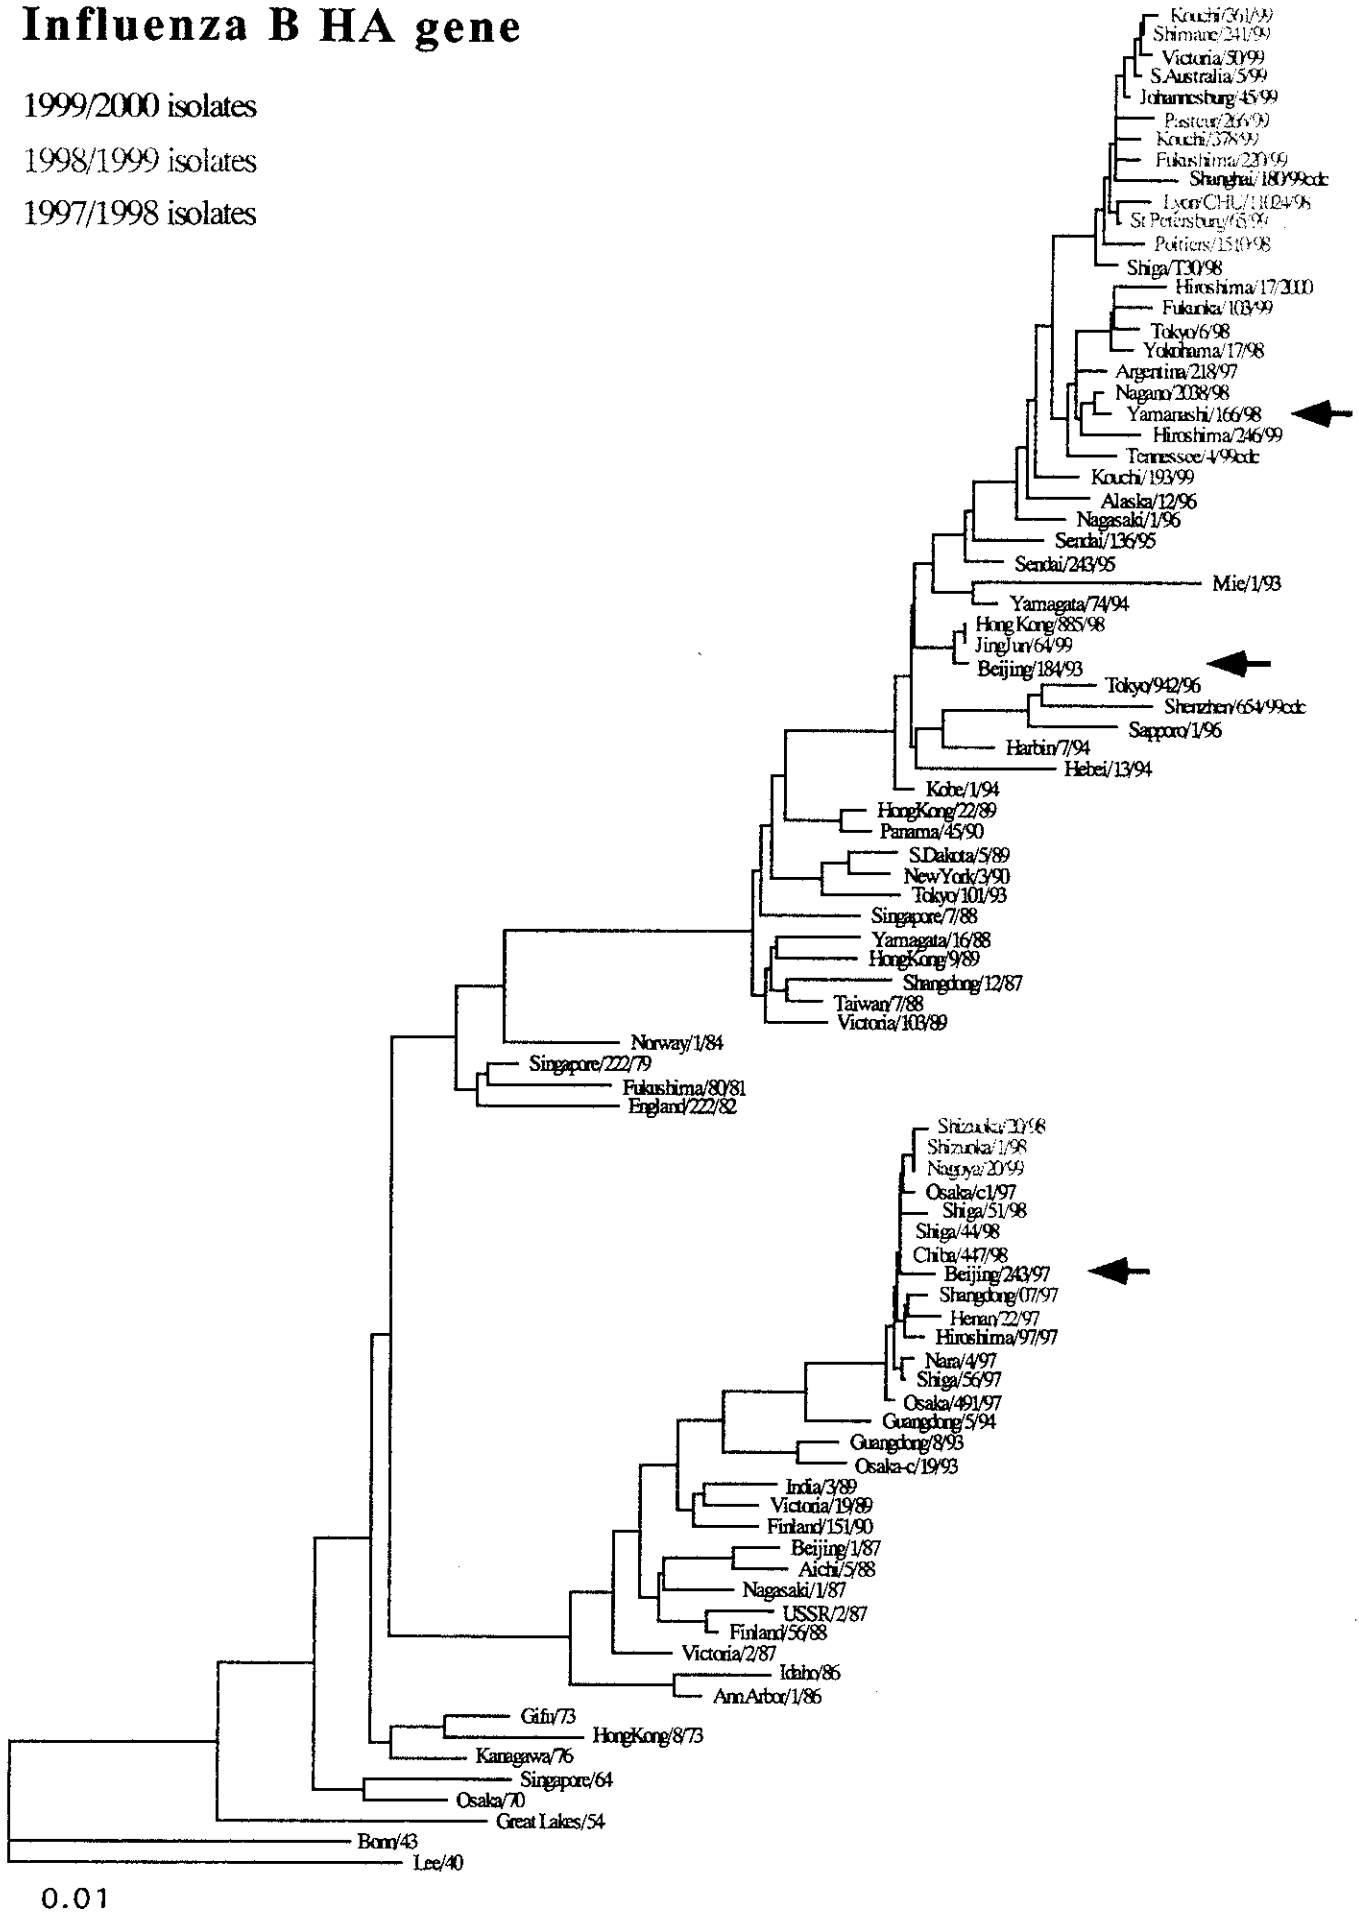 Influenza B HA gene
1999/2000 isolates
1998/1999 isolates
1997/1998 isolates
Kouchi/361/99
Shimane/241/99
Victoria/50/99
S.Australia/5/99
Johannesburg/45/99
Pasteur/266/99
Kouchi/378/99
Fukushima/220/99
Shanghai/180/99cdc
Lyon/CHU/11024/98
St Petersburg/65/99
Poitiers/1510/98
Shiga/T30/98
Hiroshima/17/2000
Fukuoka/103/99
Tokyo/6/98
Yokohama/17/98
Argentina/218/97
Nagano/2038/98
Yamanashi/166/98
Hiroshima/246/99
Tennessee/4/99cdc
Kouchi/193/99
Alaska/12/96
Nagasaki/1/96
Sendai/136/95
Sendai/243/95
Mie/1/93
Yamagata/74/94
Hong Kong/885/98
JingJun/64/99
Beijing/184/93
Tokyo/942/96
Shenzhen/654/99cdc
Sapporo/1/96
Harbin/7/94
Hebei/13/94
Kobe/1/94
HongKong/22/89
Panama/45/90
S.Dakota/5/89
NewYork/3/90
Tokyo/101/93
Singapore/7/88
Yamagata/16/88
HongKong/9/89
Shangdong/12/87
Taiwan/7/88
Victoria/103/89
Norway/1/84
Singapore/222/79
Fukushima/80/81
England/222/82
Shizuoka/20/98
Shizuoka/1/98
Nagoya/20/99
Osaka/c1/97
Shiga/51/98
Shiga/44/98
Chiba/447/98
Beijing/243/97
Shangdong/07/97
Henan/22/97
Hiroshima/97/97
Nara/4/97
Shiga/56/97
Osaka/491/97
Guangdong/5/94
Guangdong/8/93
Osaka-c/19/93
India/3/89
Victoria/19/89
Finland/151/90
Beijing/1/87
Aichi/5/88
Nagasaki/1/87
USSR/2/87
Finland/56/88
Victoria/2/87
Idaho/86
AnnArbor/1/86
Gifu/73
HongKong/8/73
Kanagawa/76
Singapore/64
Osaka/70
Great Lakes/54
Bonn/43
Lee/40
0.01